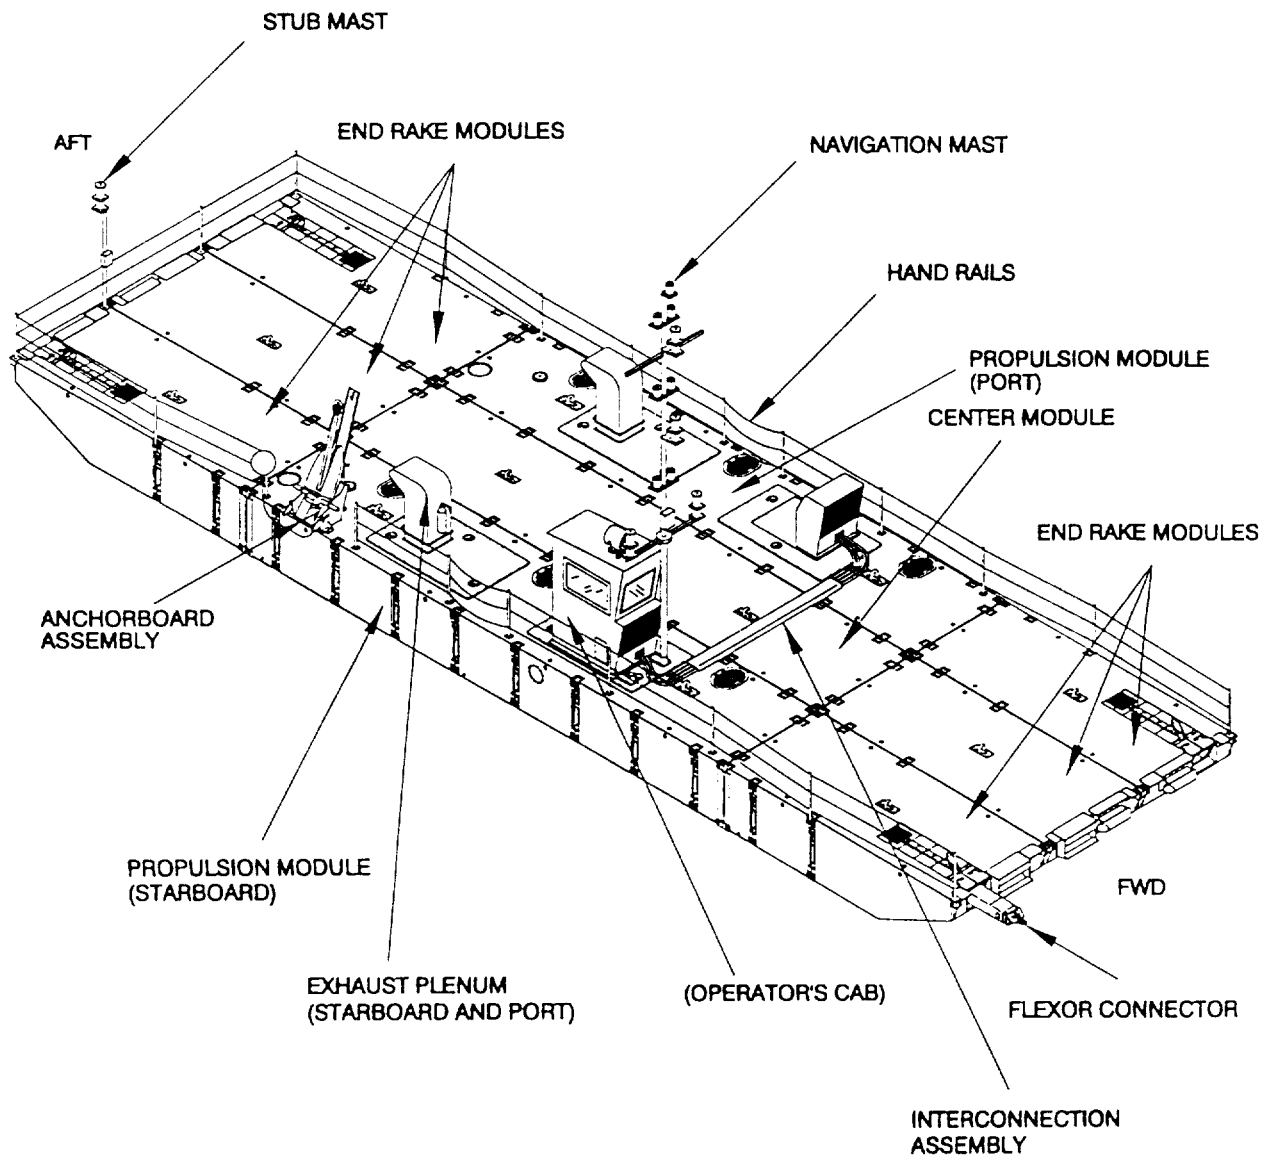 STUB MAST
AFT
END RAKE MODULES
NAVIGATION MAST
HAND RAILS
PROPULSION MODULE
(PORT)
CENTER MODULE
END RAKE MODULES
ANCHORBOARD
ASSEMBLY
PROPULSION MODULE
(STARBOARD)
FWD
EXHAUST PLENUM
(STARBOARD AND PORT)
(OPERATOR'S CAB)
FLEXOR CONNECTOR
INTERCONNECTION
ASSEMBLY